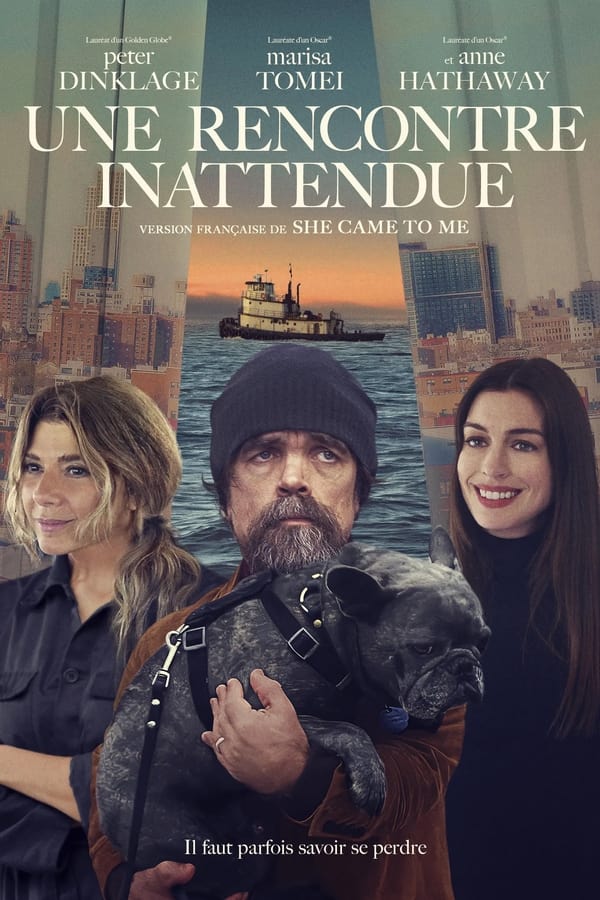 Lauréat d'un Golden Globe® Lauréate d'un Oscar® Lauréate d'un Oscar®
peter marisa et anne
DINKLAGE TOMEI HATHAWAY
UNE RENCONTRE
INATTENDUE
VERSION FRANÇAISE DE SHE CAME TO ME
Il faut parfois savoir se perdre